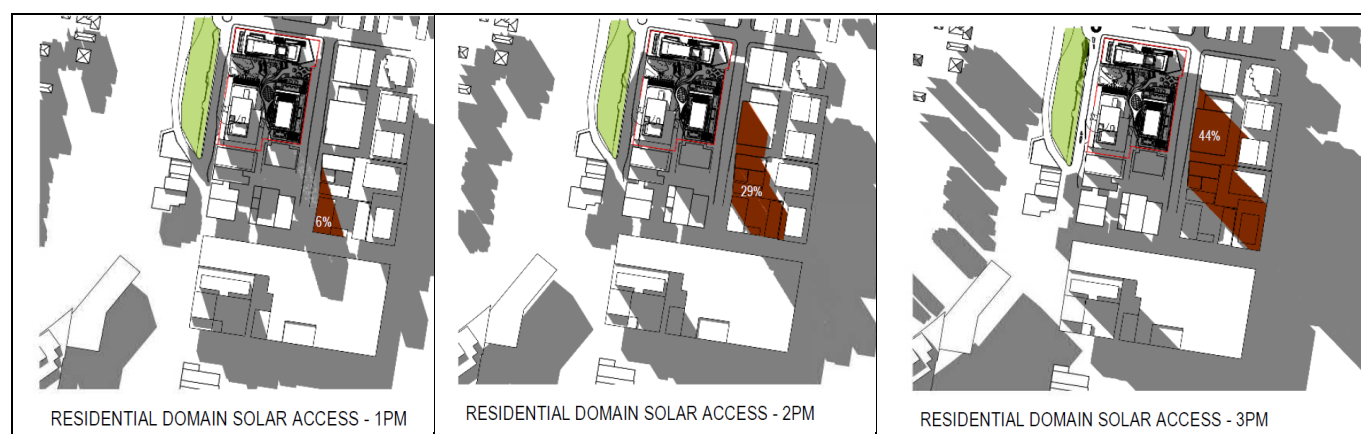 6%
29%
44%
RESIDENTIAL DOMAIN SOLAR ACCESS - 1PM
RESIDENTIAL DOMAIN SOLAR ACCESS - 2PM
RESIDENTIAL DOMAIN SOLAR ACCESS - 3PM